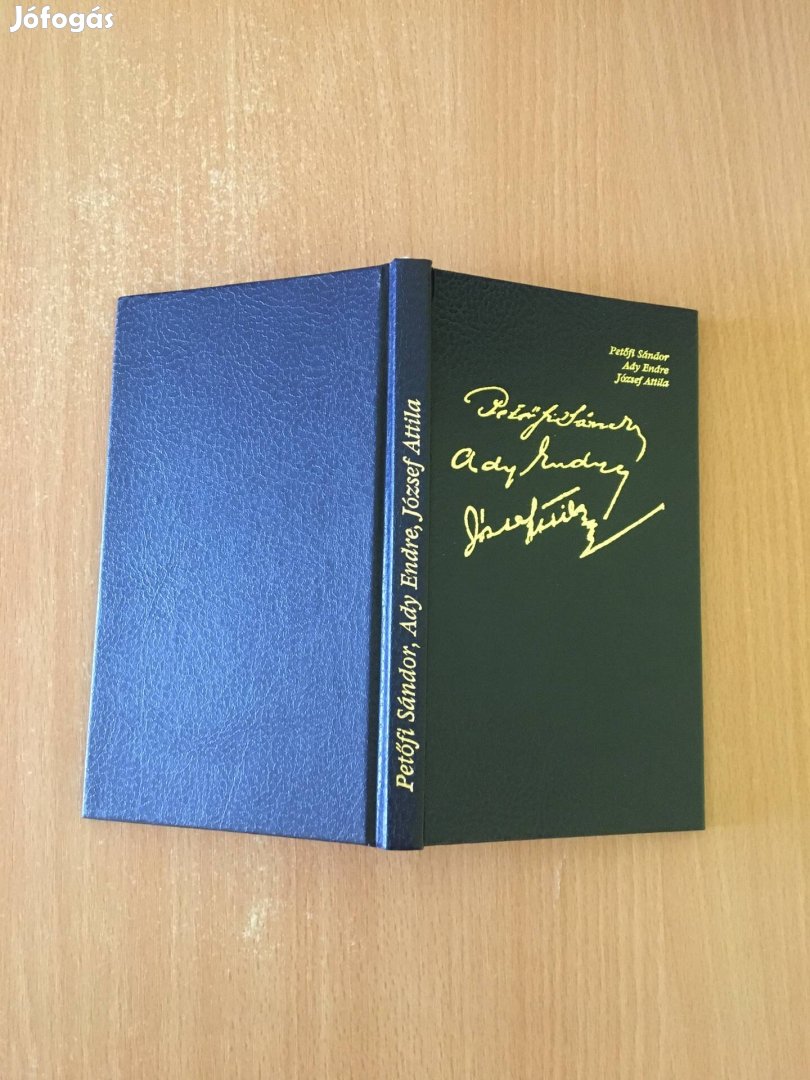 Jófogás
Petőfi Sándor
Ady Endre
József Attila
Petőfi Sándor
Ady Endre
József Attila
Petőfi Sándor, Ady Endre, József Attila